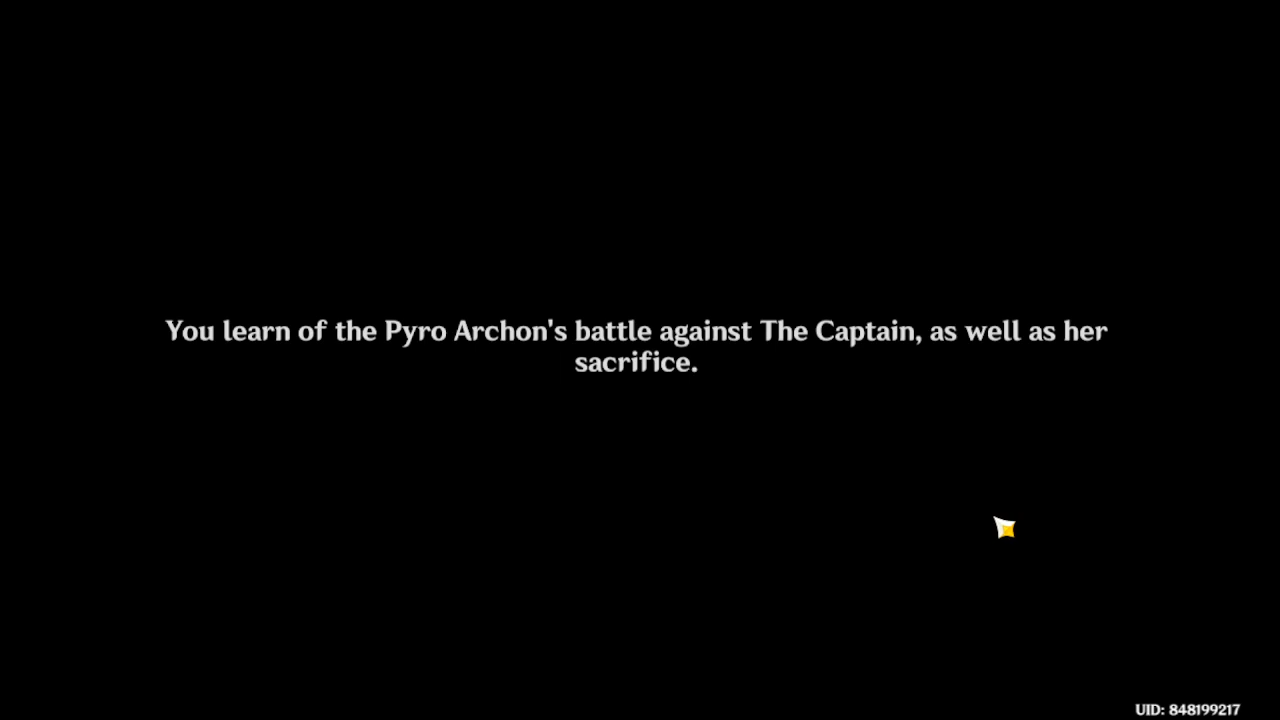 You learn of the Pyro Archon's battle against The Captain, as well as her
sacrifice.
UID: 848199217